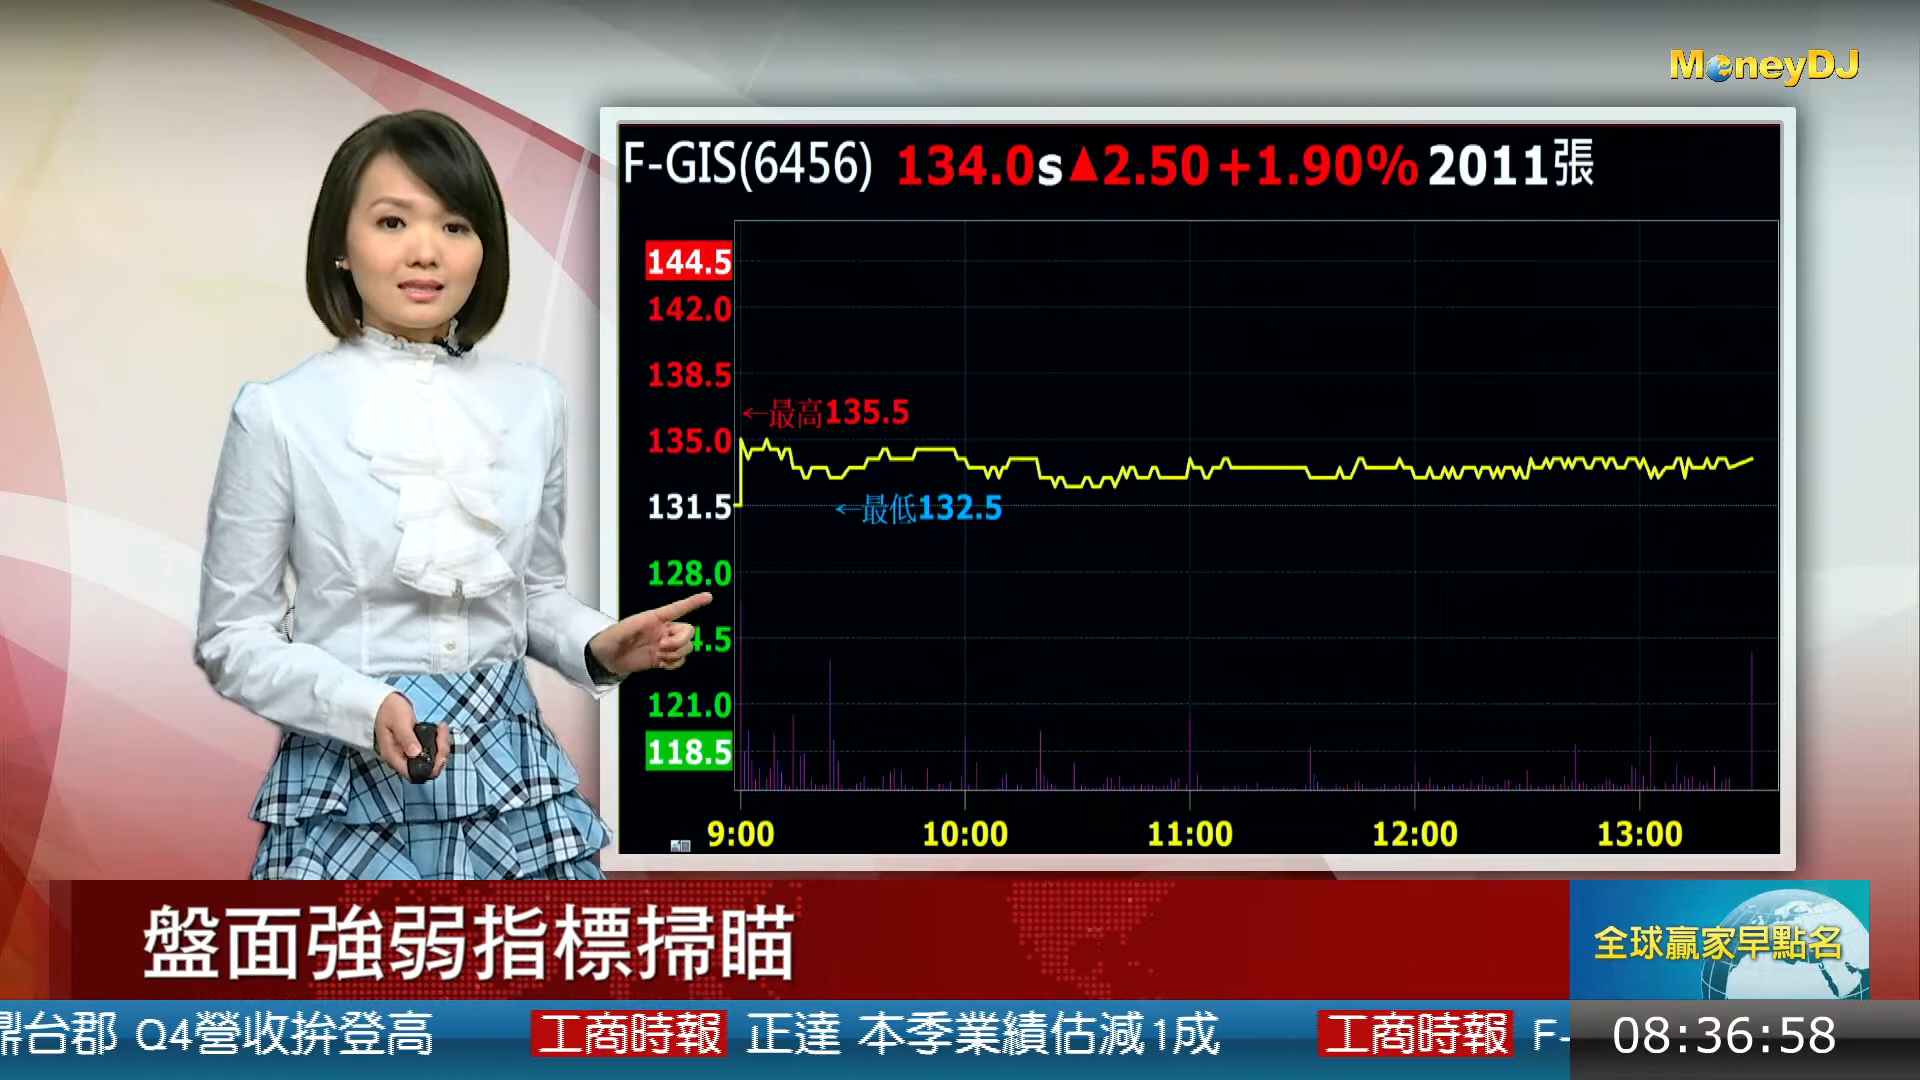 MoneyDJ
F-GIS(6456) 134.0s▲2.50+1.90% 2011張
144.5
142.0
138.5
←最高135.5
135.0
131.5
←最低132.5
128.0
4.5
121.0
118.5
9:00 10:00 11:00 12:00 13:00
盤面強弱指標掃瞄
全球贏家早點名
台郡 Q4營收拚登高 工商時報 正達 本季業績估減1成 工商時報 F-
08:36:58